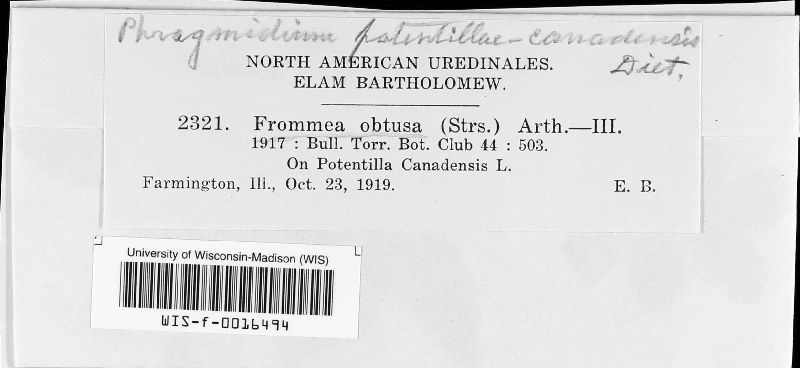 Phragmidium potentillae-canadensis
Diet.
NORTH AMERICAN UREDINALES.
ELAM BARTHOLOMEW.
2321. Frommea obtusa (Strs.) Arth.—III.
1917 : Bull. Torr. Bot. Club 44 : 503.
On Potentilla Canadensis L.
Farmington, Ill., Oct. 23, 1919. E. B.
University of Wisconsin-Madison (WIS)
WIS-f-0016494